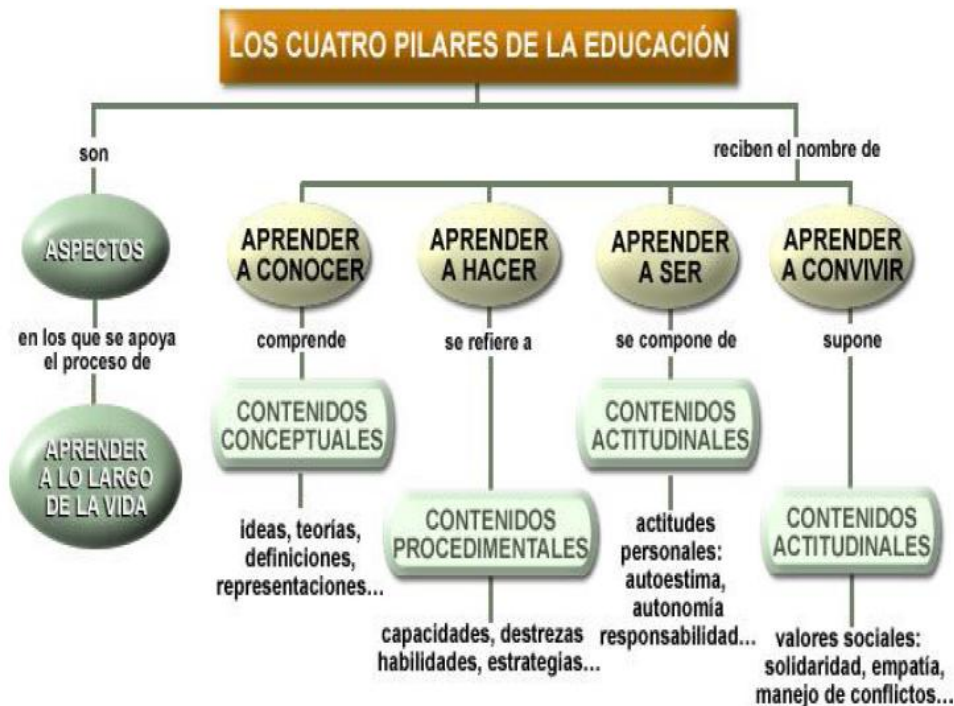 LOS CUATRO PILARES DE LA EDUCACIÓN
son
reciben el nombre de
ASPECTOS
en los que se apoya
el proceso de
APRENDER
A LO LARGO
DE LA VIDA
APRENDER
A CONOCER
comprende
CONTENIDOS
CONCEPTUALES
ideas, teorías,
definiciones,
representaciones...
APRENDER
A HACER
se refiere a
CONTENIDOS
PROCEDIMENTALES
capacidades, destrezas
habilidades, estrategias...
APRENDER
A SER
se compone de
CONTENIDOS
ACTITUDINALES
actitudes
personales:
autoestima,
autonomía
responsabilidad...
APRENDER
A CONVIVIR
supone
CONTENIDOS
ACTITUDINALES
valores sociales:
solidaridad, empatía,
manejo de conflictos...